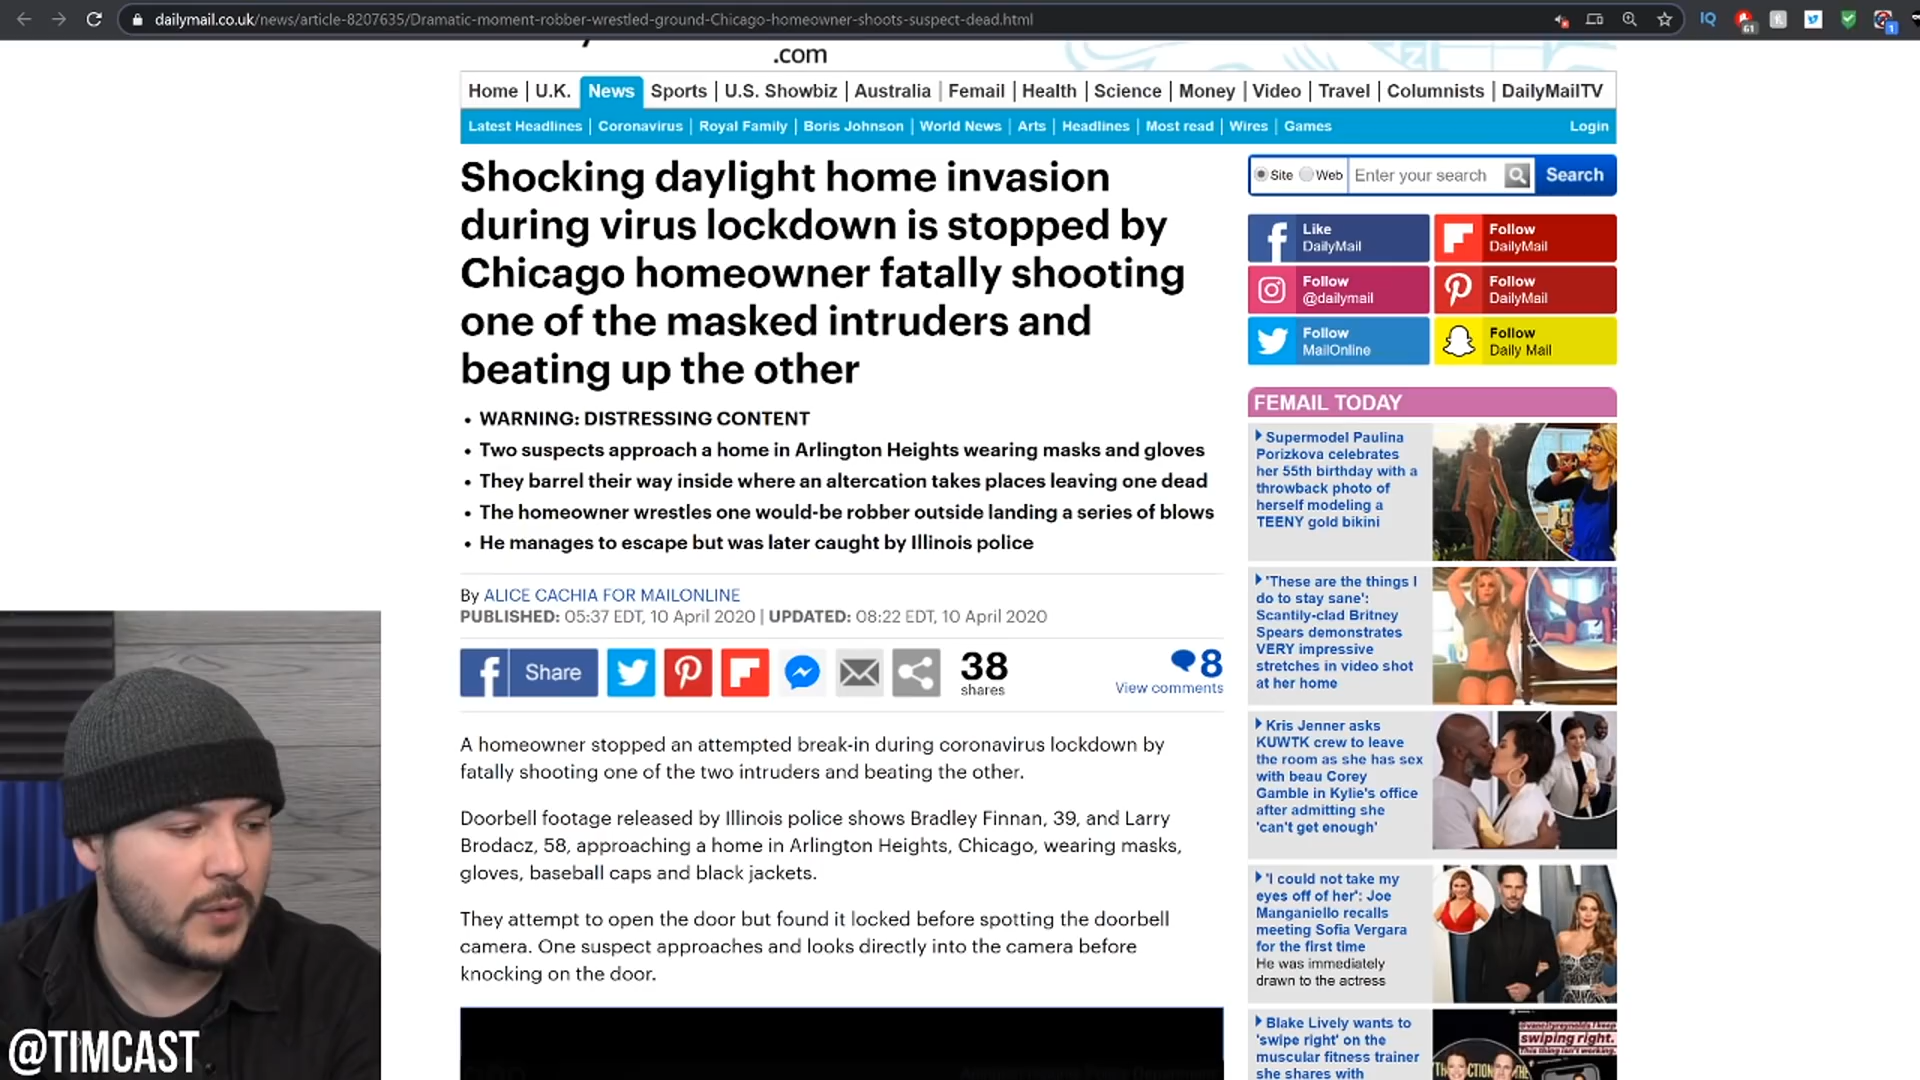 dailymail.co.uk/news/article-8207635/Dramatic-moment-robber-wrestled-ground-Chicago-homeowner-shoots-suspect-dead.html
.com
Home | U.K. News Sports | U.S. Showbiz | Australia | Femail | Health | Science | Money | Video | Travel | Columnists | DailyMailTV
Latest Headlines | Coronavirus | Royal Family | Boris Johnson | World News | Arts | Headlines | Most read | Wires | Games Login
Shocking daylight home invasion
during virus lockdown is stopped by
Chicago homeowner fatally shooting
one of the masked intruders and
beating up the other
• WARNING: DISTRESSING CONTENT
• Two suspects approach a home in Arlington Heights wearing masks and gloves
• They barrel their way inside where an altercation takes places leaving one dead
• The homeowner wrestles one would-be robber outside landing a series of blows
• He manages to escape but was later caught by Illinois police
By ALICE CACHIA FOR MAILONLINE
PUBLISHED: 05:37 EDT, 10 April 2020 | UPDATED: 08:22 EDT, 10 April 2020
Share
38
shares
8
View comments
A homeowner stopped an attempted break-in during coronavirus lockdown by
fatally shooting one of the two intruders and beating the other.
Doorbell footage released by Illinois police shows Bradley Finnan, 39, and Larry
Brodacz, 58, approaching a home in Arlington Heights, Chicago, wearing masks,
gloves, baseball caps and black jackets.
They attempt to open the door but found it locked before spotting the doorbell
camera. One suspect approaches and looks directly into the camera before
knocking on the door.
Site Web Enter your search Search
Like
DailyMail
Follow
DailyMail
Follow
@dailymail
Follow
DailyMail
Follow
MailOnline
Follow
Daily Mail
FEMAIL TODAY
Supermodel Paulina
Porizkova celebrates
her 55th birthday with a
throwback photo of
herself modeling a
TEENY gold bikini
'These are the things I
do to stay sane':
Scantily-clad Britney
Spears demonstrates
VERY impressive
stretches in video shot
at her home
Kris Jenner asks
KUWTK crew to leave
the room as she has sex
with beau Corey
Gamble in Kylie's office
after admitting she
'can't get enough'
'I could not take my
eyes off of her': Joe
Manganiello recalls
meeting Sofia Vergara
for the first time
He was immediately
drawn to the actress
Blake Lively wants to
'swipe right' on the
muscular fitness trainer
she shares with
swiping right.
@TIMCAST